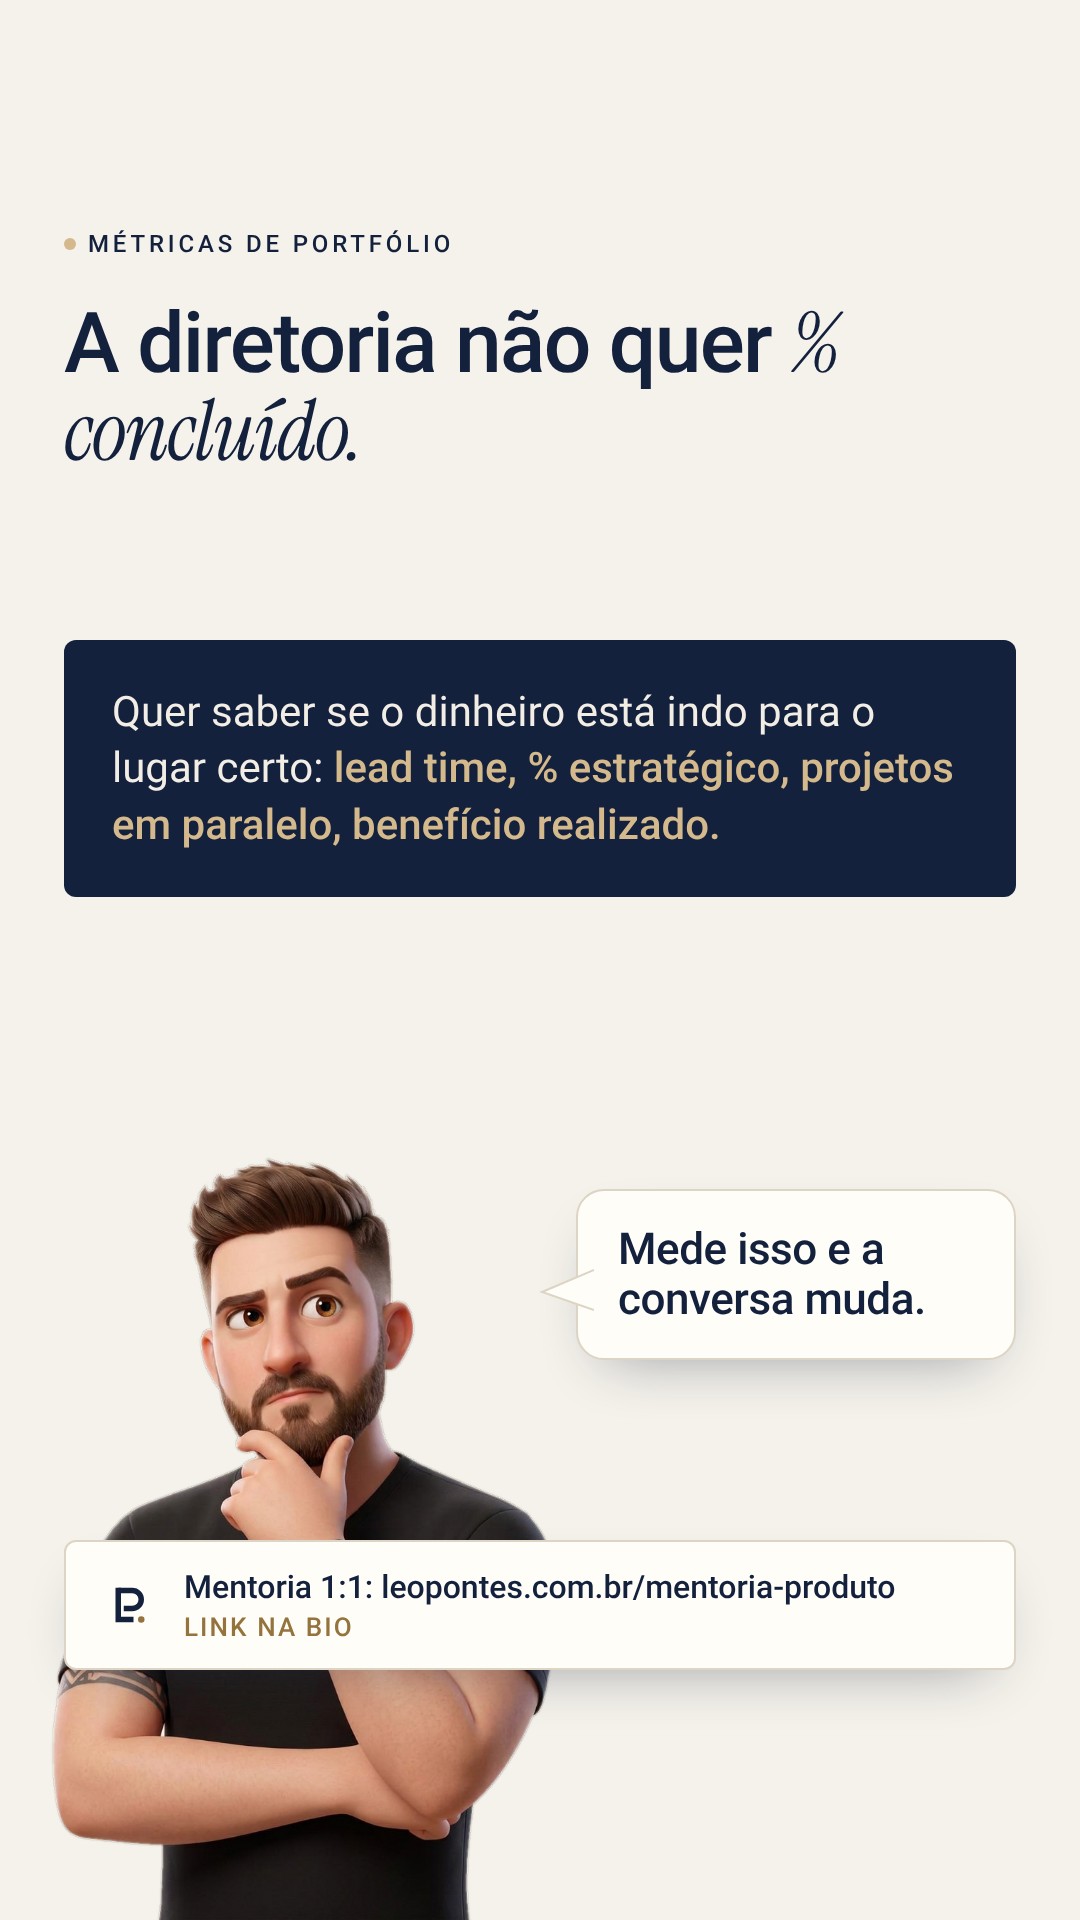 MÉTRICAS DE PORTFÓLIO
A diretoria não quer %
concluído.
Quer saber se o dinheiro está indo para o
lugar certo: lead time, % estratégico, projetos
em paralelo, benefício realizado.
Mede isso e a
conversa muda.
Mentoria 1:1: leopontes.com.br/mentoria-produto
LINK NA BIO